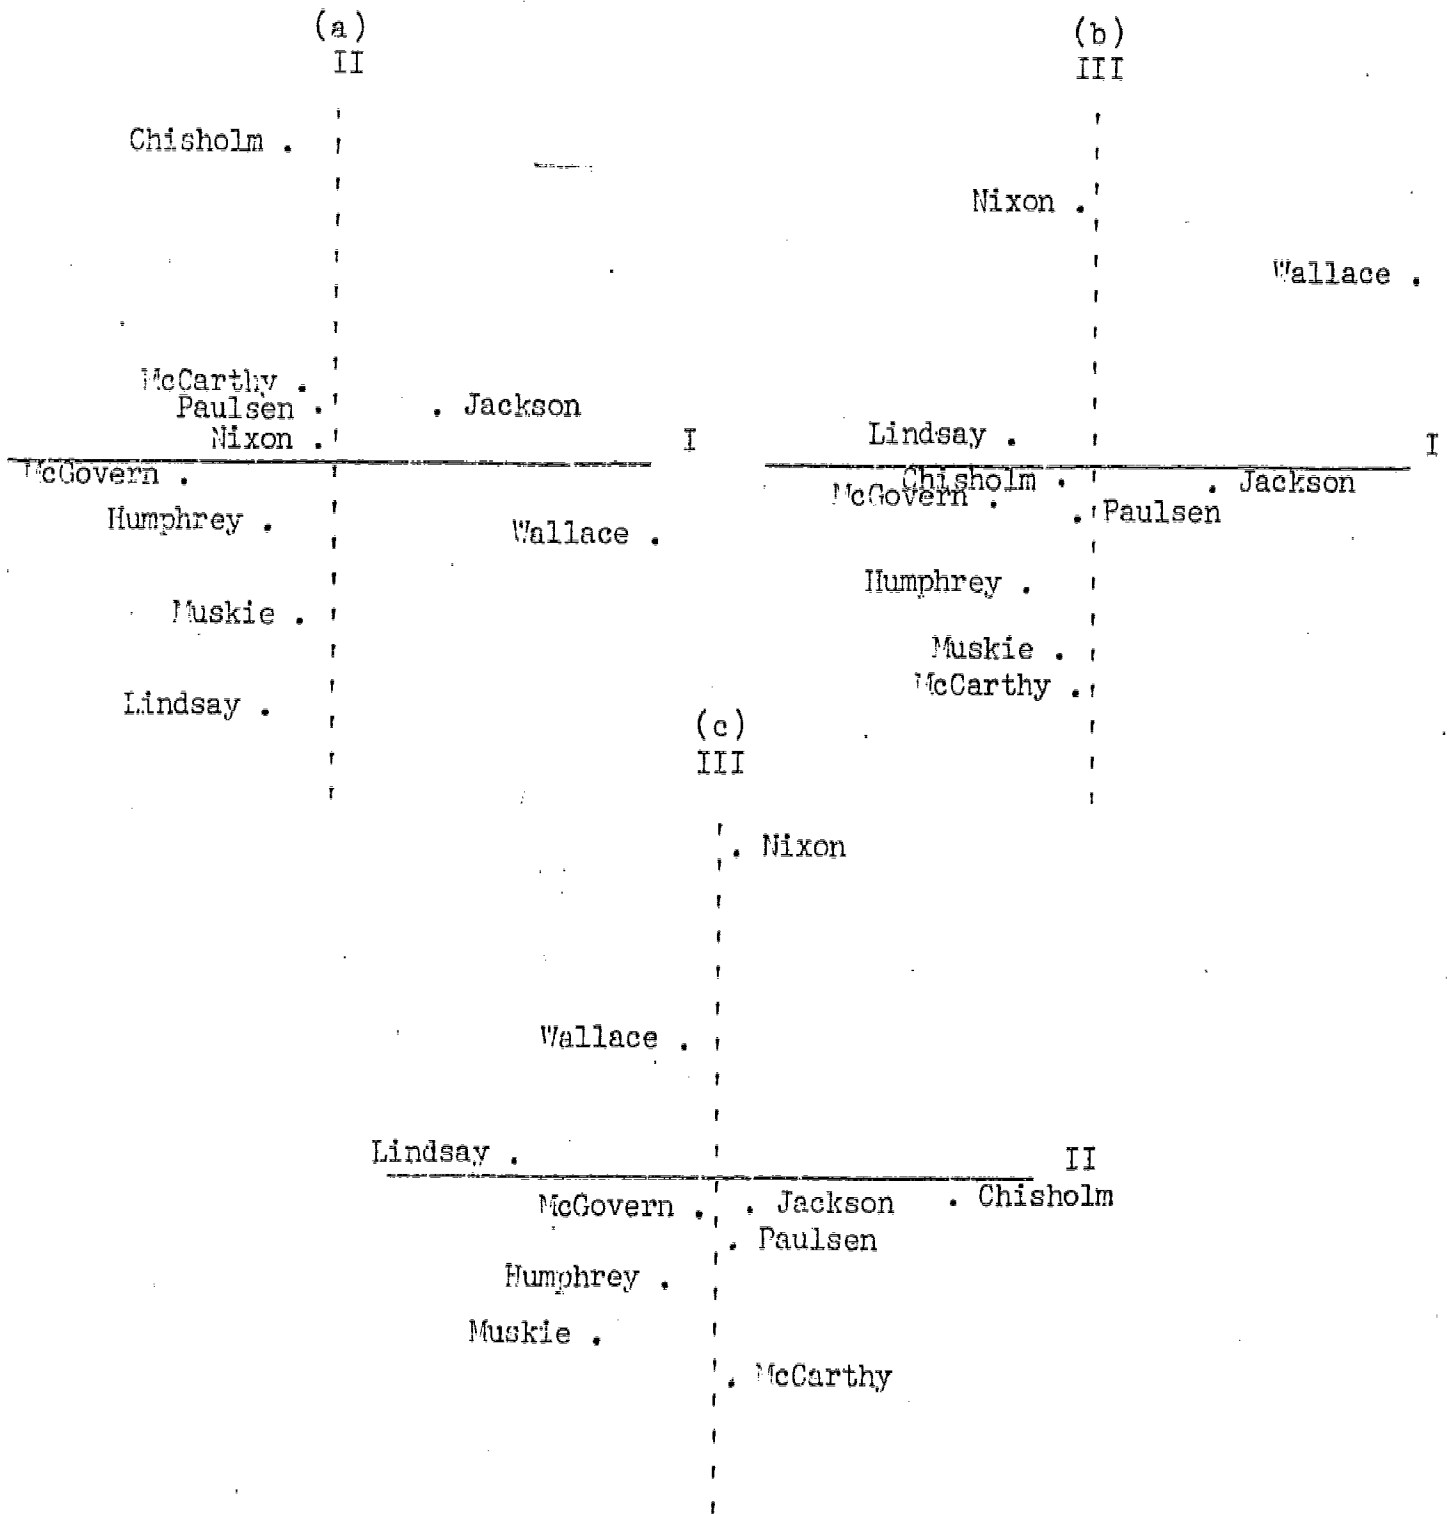 (a)
II
Chisholm .
McCarthy .
Paulsen .
. Jackson
Nixon .
I
McGovern .
Humphrey .
Wallace .
Muskie .
Lindsay .
(b)
III
Nixon .
Wallace .
Lindsay .
I
Chisholm .
. Jackson
McGovern .
. Paulsen
Humphrey .
Muskie .
McCarthy .
(c)
III
. Nixon
Wallace .
Lindsay .
II
. Chisholm
McGovern .
. Jackson
. Paulsen
Humphrey .
Muskie .
. McCarthy